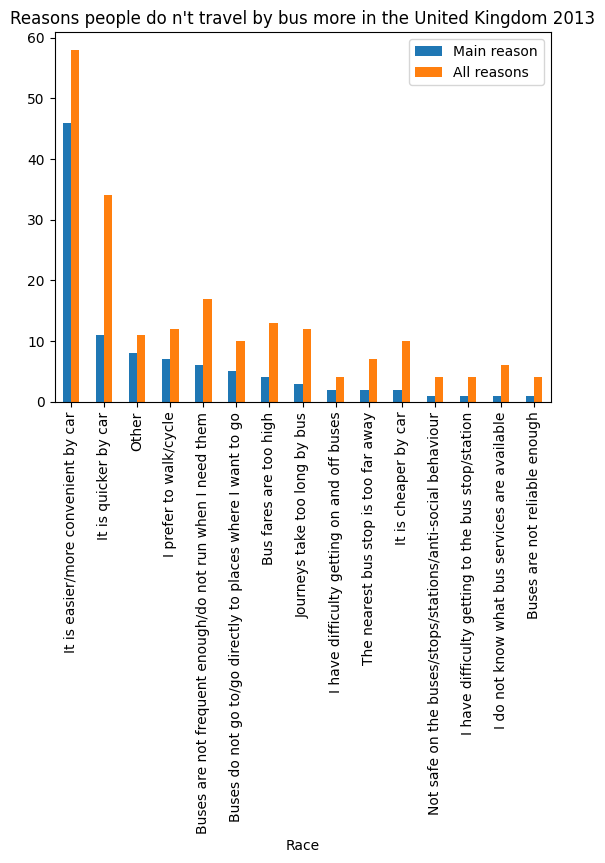 Reasons people do n't travel by bus more in the United Kingdom 2013
Main reason
All reasons
60
50
40
30
20
10
0
It is easier/more convenient by car
It is quicker by car
Other
I prefer to walk/cycle
Buses are not frequent enough/do not run when I need them
Buses do not go to/go directly to places where I want to go
Bus fares are too high
Journeys take too long by bus
I have difficulty getting on and off buses
The nearest bus stop is too far away
It is cheaper by car
Not safe on the buses/stops/stations/anti-social behaviour
I have difficulty getting to the bus stop/station
I do not know what bus services are available
Buses are not reliable enough
Race